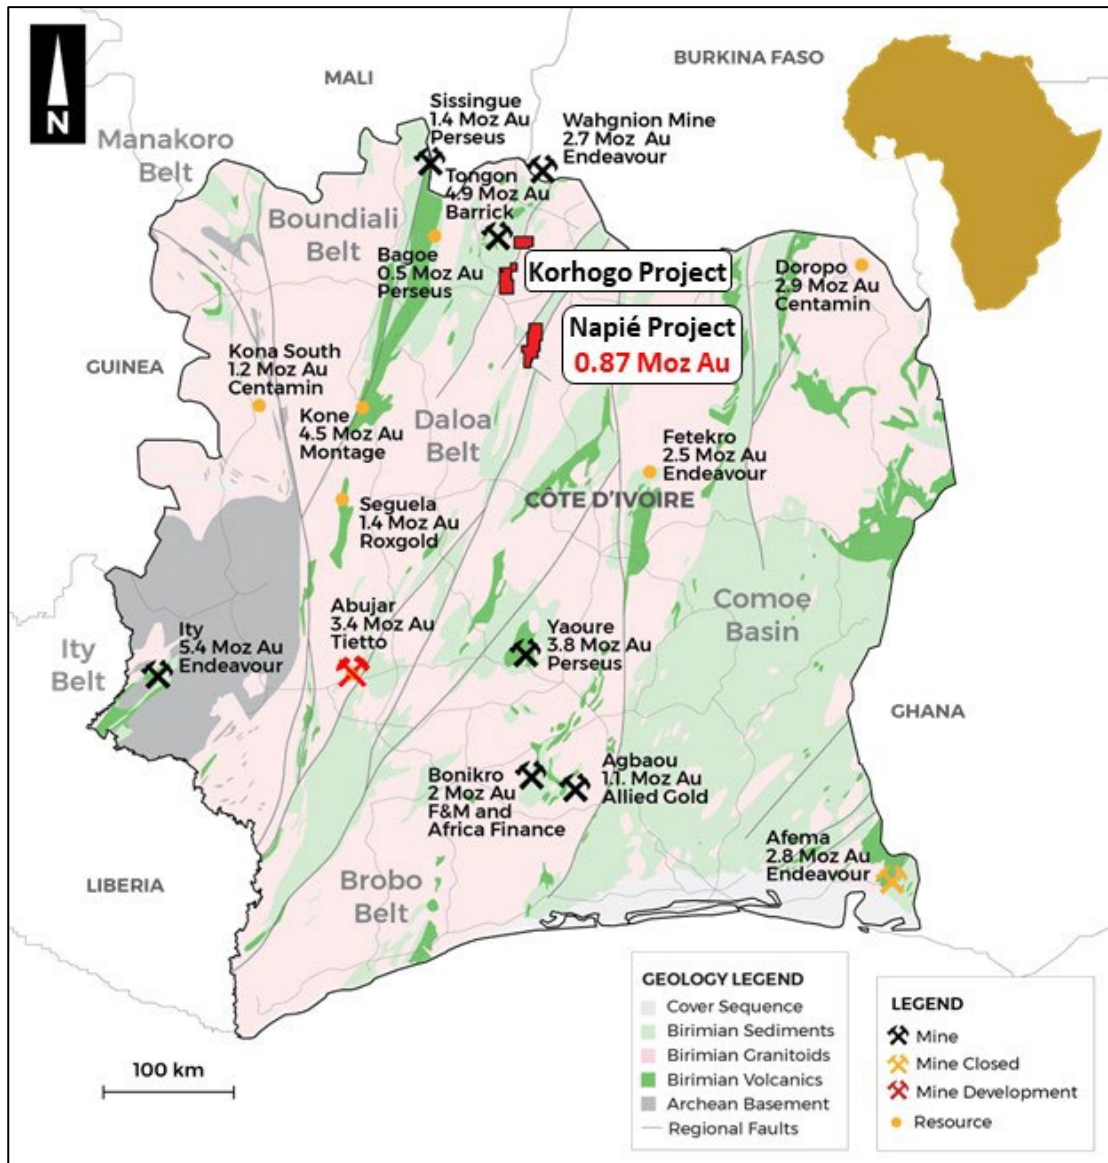 N
MALI
BURKINA FASO
Manakoro
Belt
Sissingue
1.4 Moz Au
Perseus
Wahgnion Mine
2.7 Moz Au
Endeavour
Tongon
4.9 Moz Au
Barrick
Boundiali
Belt
Bagoe
0.5 Moz Au
Perseus
Korhogo Project
Doropo
2.9 Moz Au
Centamin
Napié Project
0.87 Moz Au
GUINEA
Kona South
1.2 Moz Au
Centamin
Kone
4.5 Moz Au
Montage
Daloa
Belt
Fetekro
2.5 Moz Au
Endeavour
CÔTE D'IVOIRE
Seguela
1.4 Moz Au
Roxgold
Comoe
Basin
Abujar
3.4 Moz Au
Tietto
Yaoure
3.8 Moz Au
Perseus
Ity
5.4 Moz Au
Endeavour
Ity
Belt
GHANA
Bonikro
2 Moz Au
F&M and
Africa Finance
Agbaou
1.1. Moz Au
Allied Gold
Afema
2.8 Moz Au
Endeavour
LIBERIA
Brobo
Belt
100 km
GEOLOGY LEGEND
Cover Sequence
Birimian Sediments
Birimian Granitoids
Birimian Volcanics
Archean Basement
Regional Faults
LEGEND
Mine
Mine Closed
Mine Development
Resource